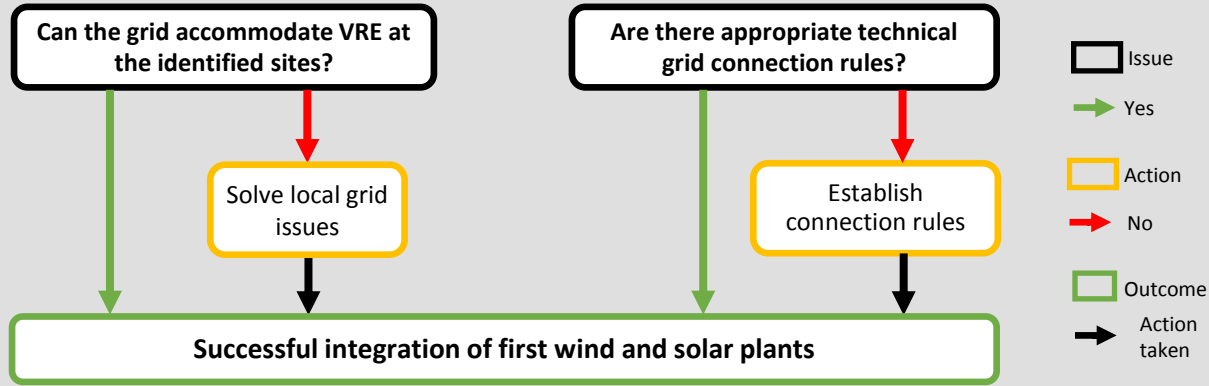 Can the grid accommodate VRE at
the identified sites?
Are there appropriate technical
grid connection rules?
Solve local grid
issues
Establish
connection rules
Successful integration of first wind and solar plants
Issue
Yes
Action
No
Outcome
Action
taken